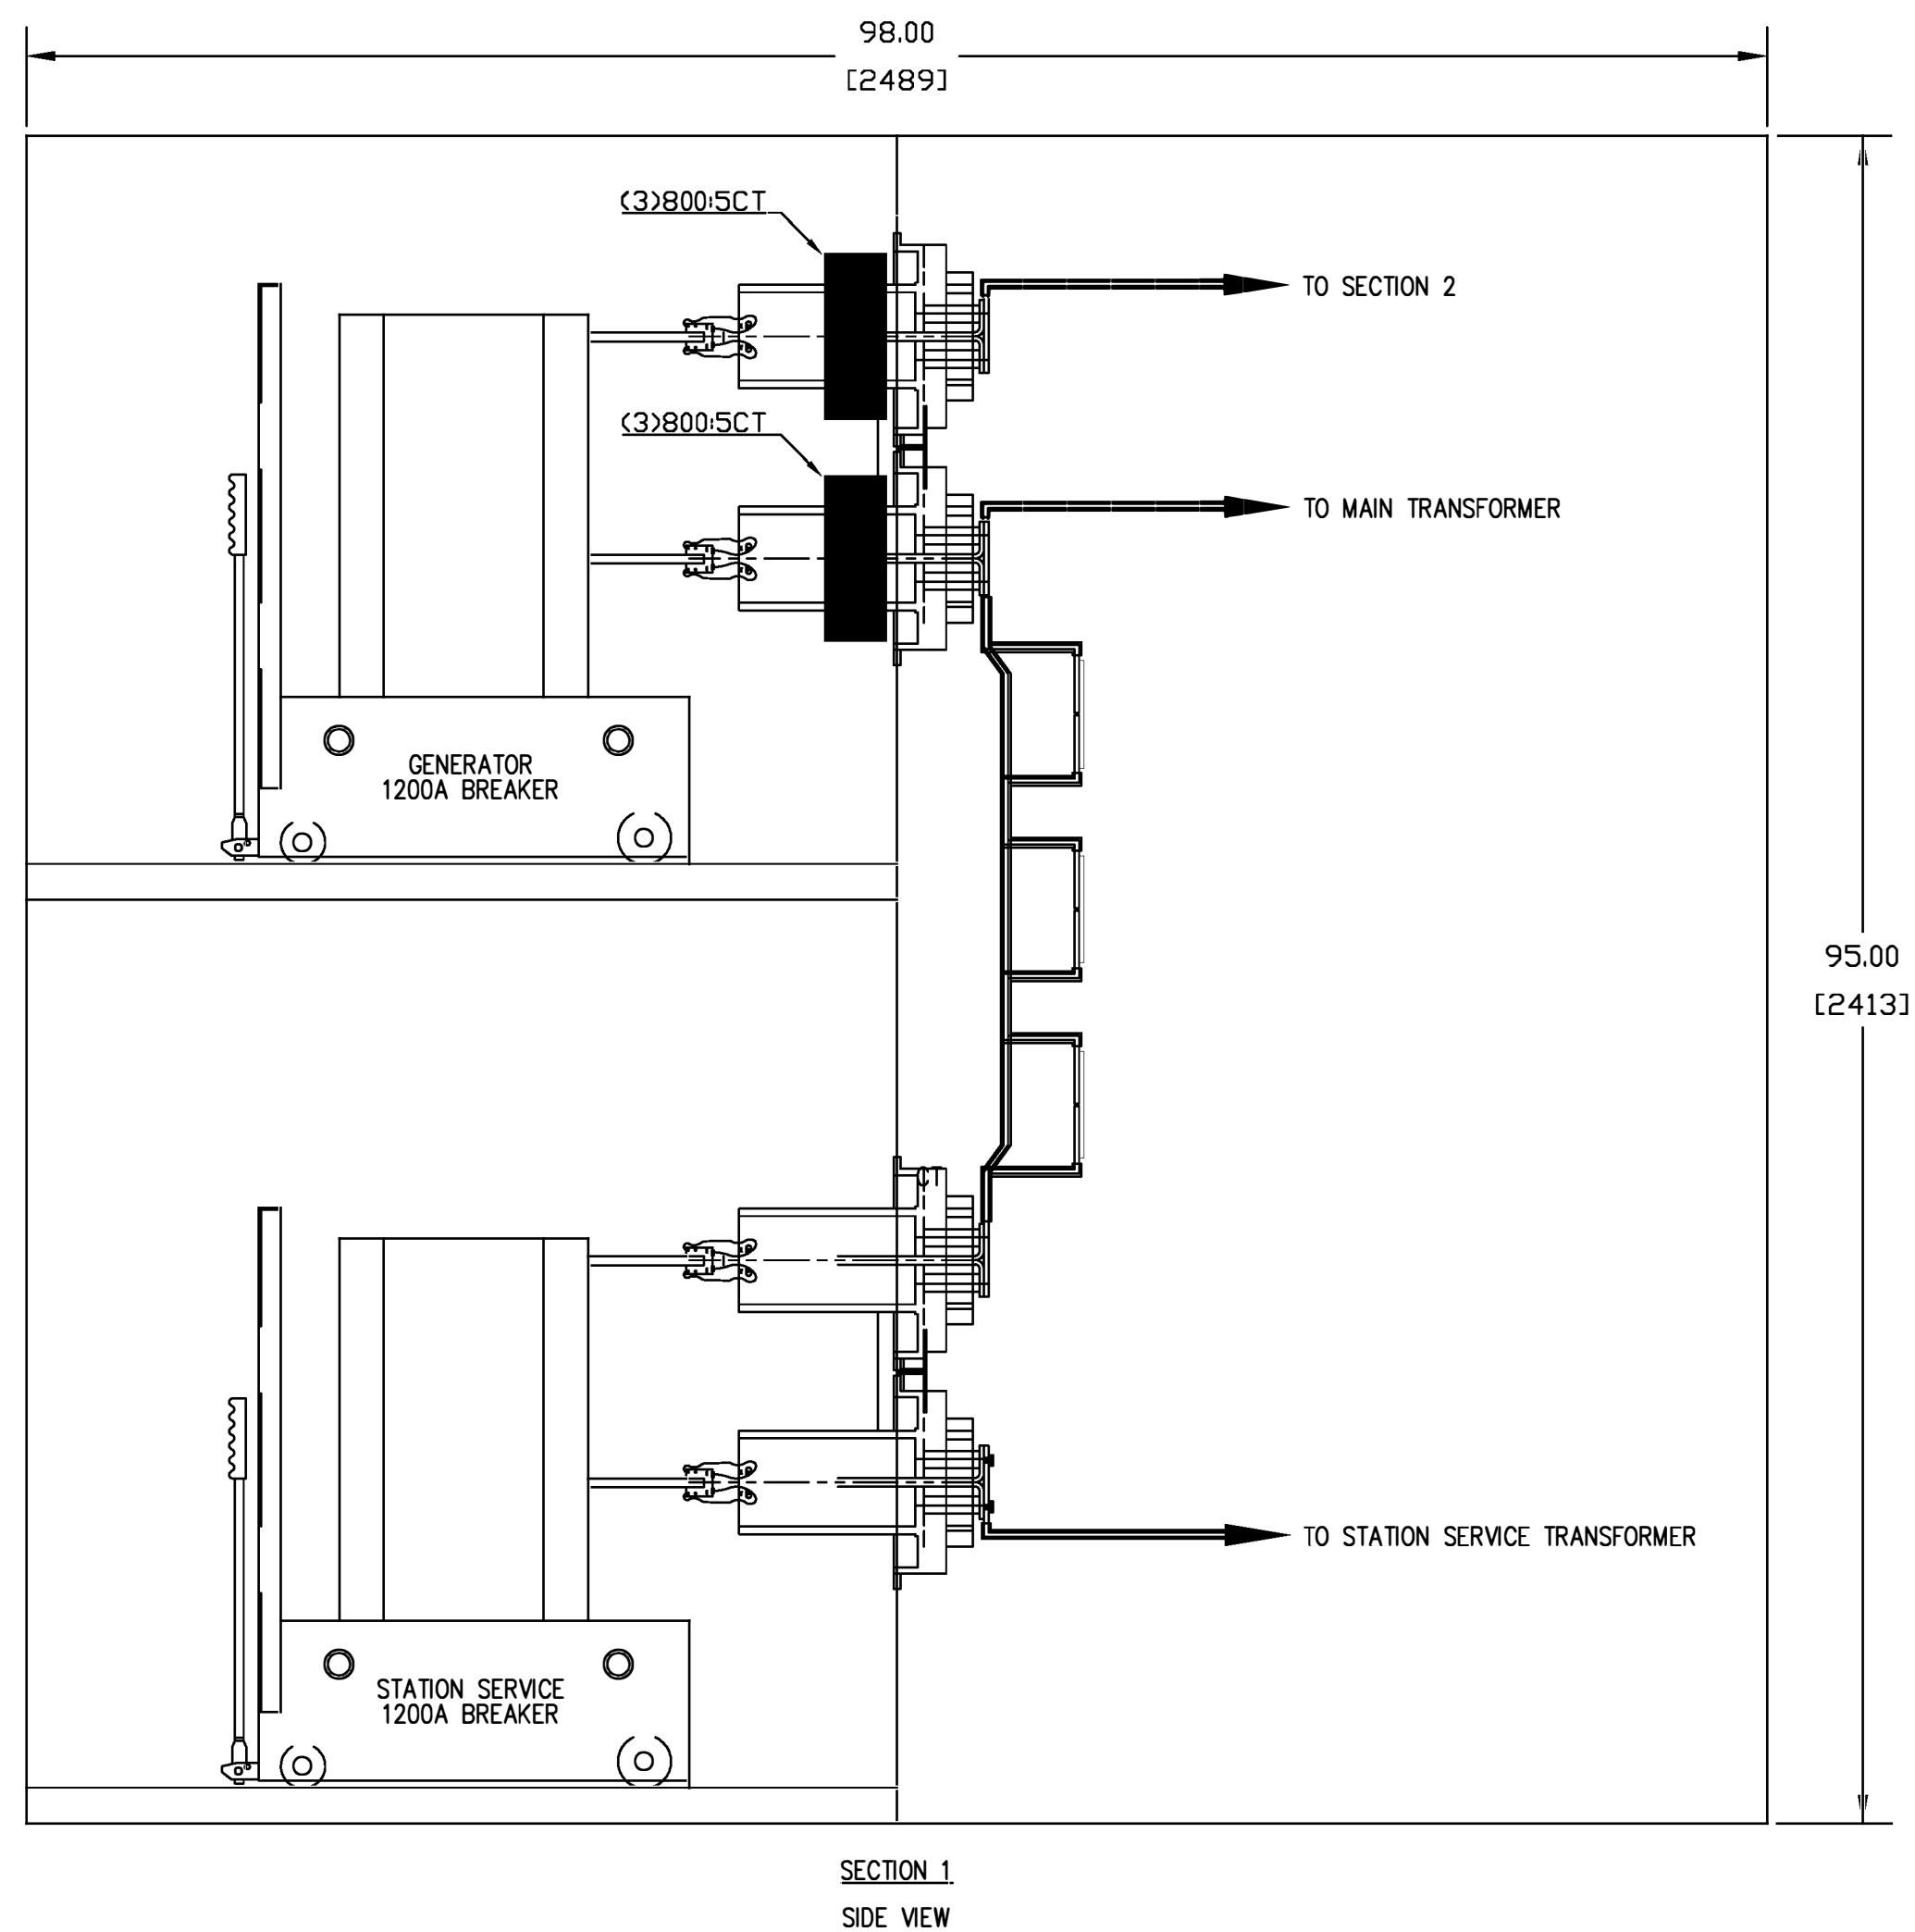 98.00
[2489]
(3)800:5CT
TO SECTION 2
(3)800:5CT
TO MAIN TRANSFORMER
GENERATOR
1200A BREAKER
95.00
[2413]
CT
TO STATION SERVICE TRANSFORMER
STATION SERVICE
1200A BREAKER
SECTION 1
SIDE VIEW